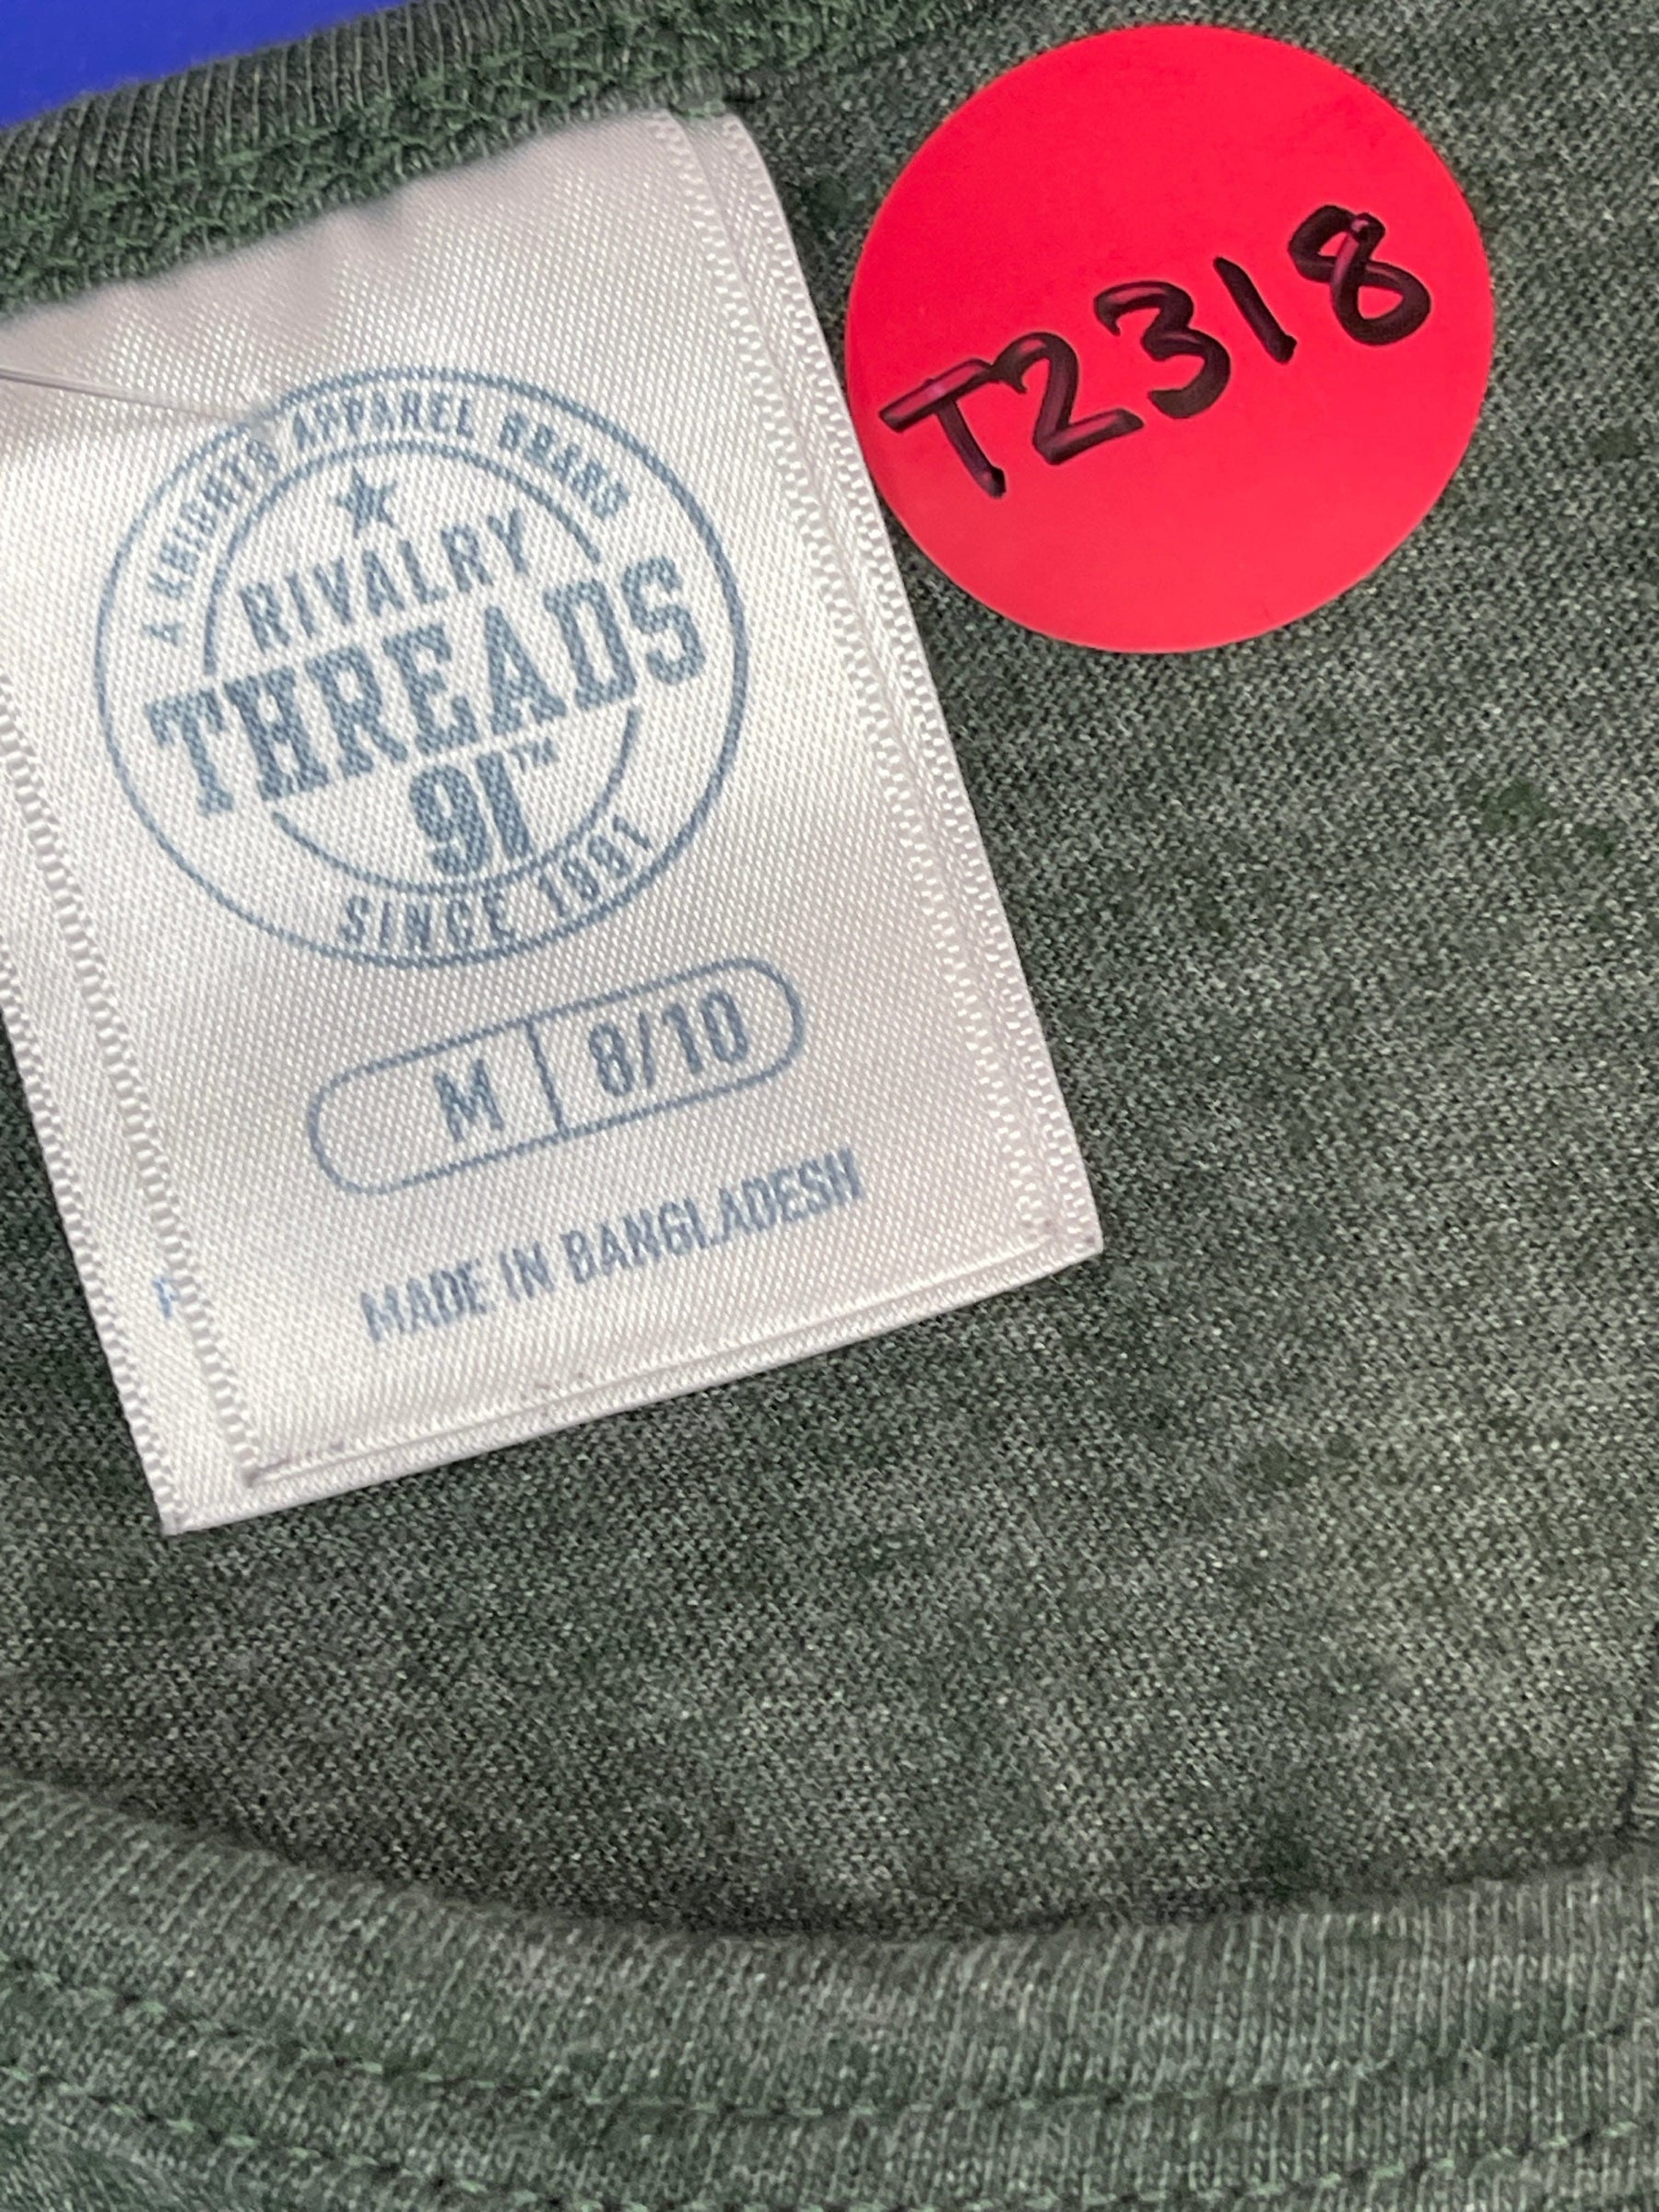 T2318
A KNIGHTS APPAREL BRAND
RIVALRY
THREADS
91™
SINCE 1991
M 8/10
MADE IN BANGLADESH